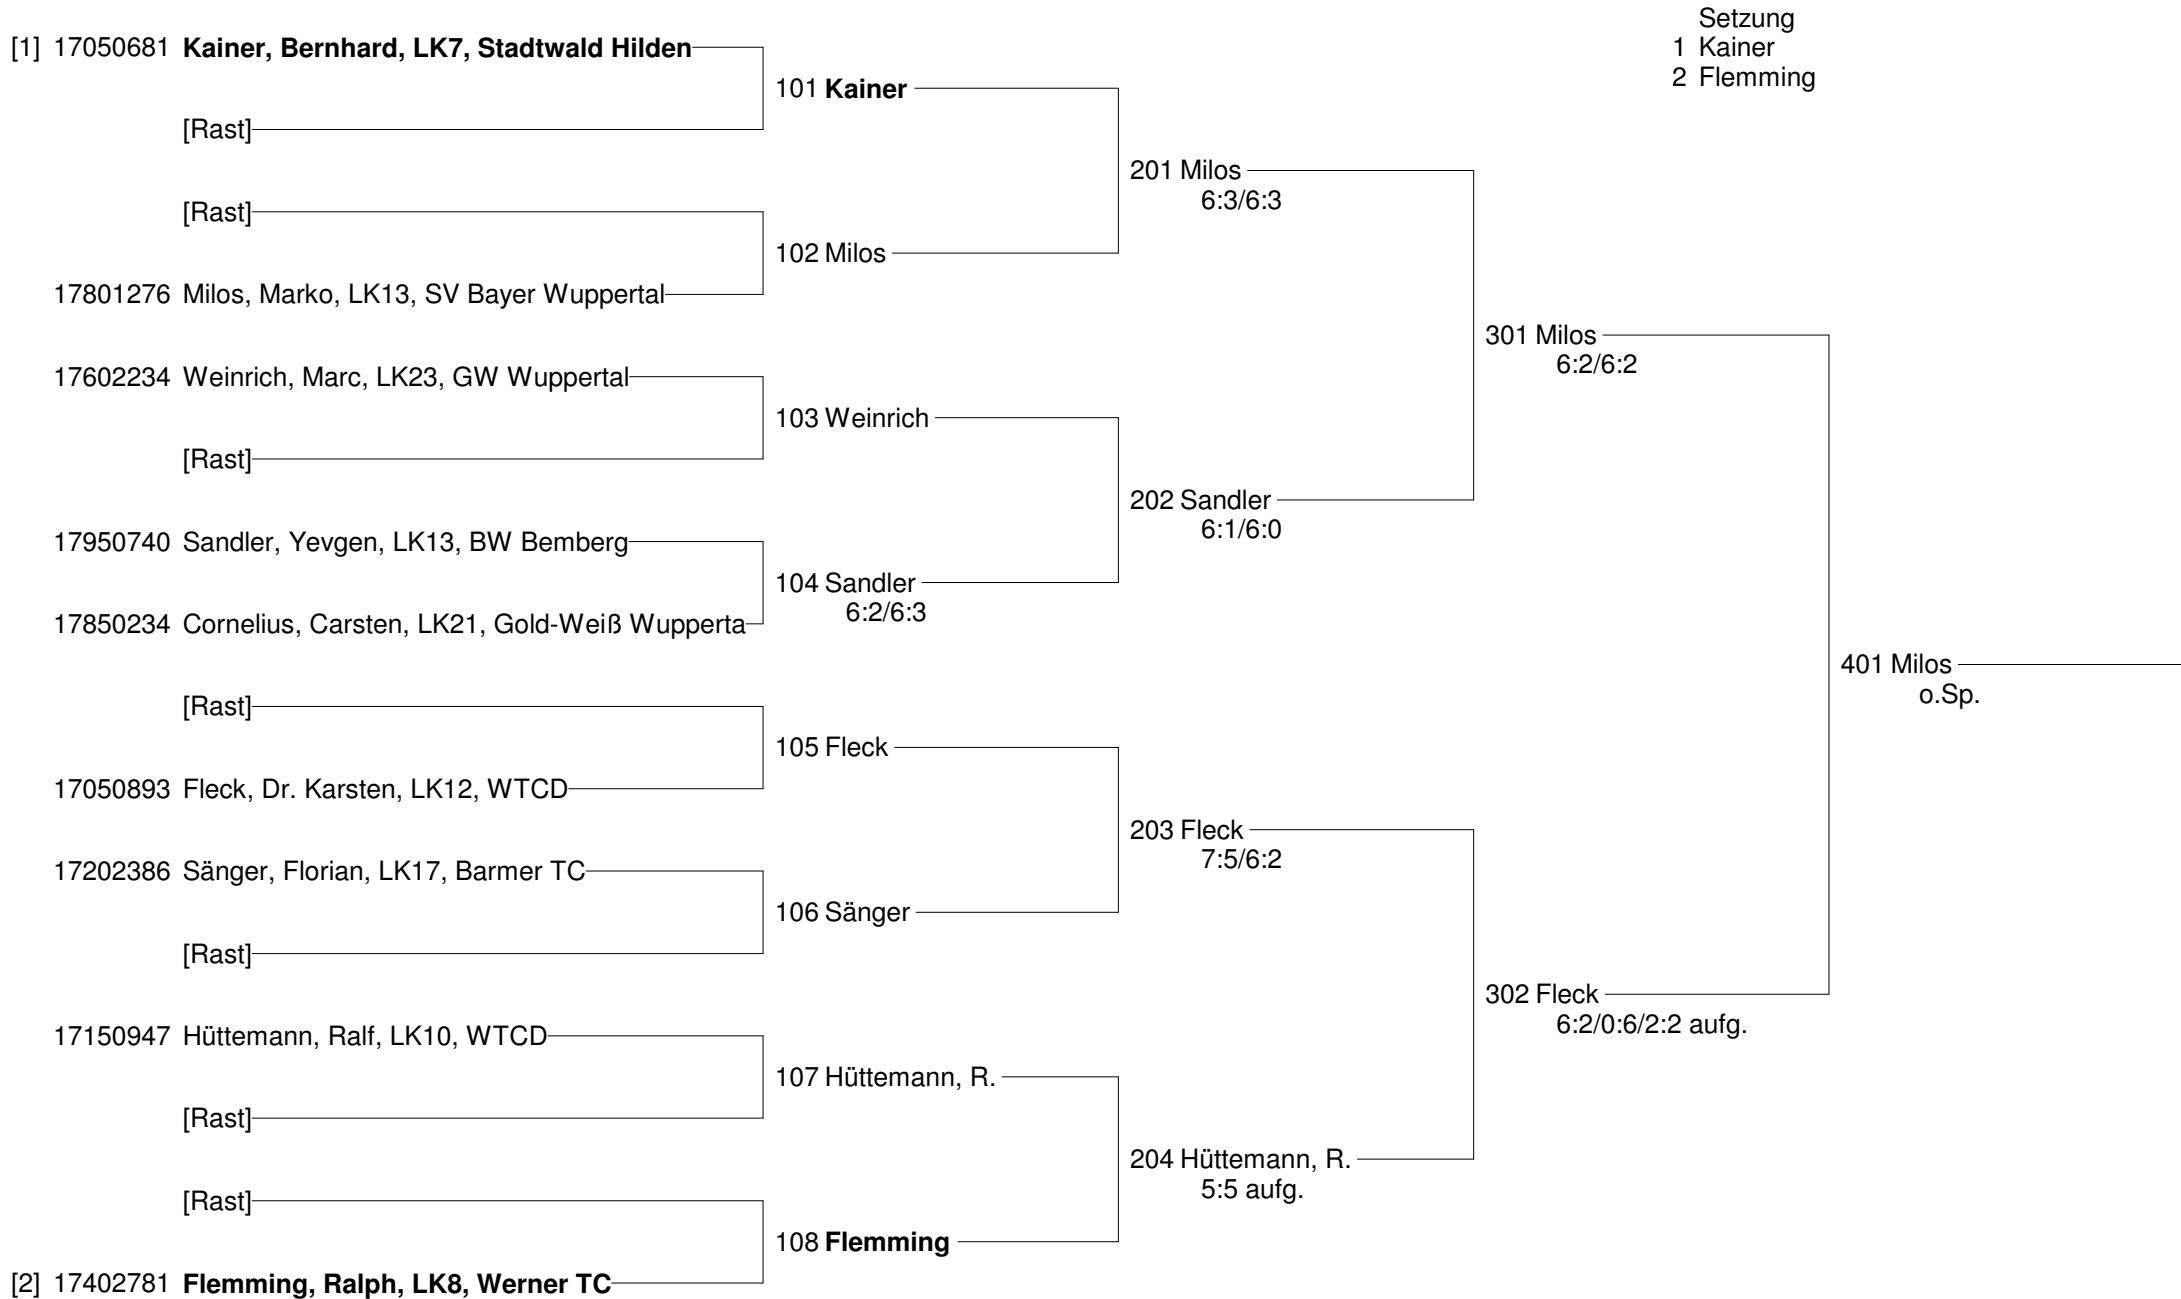 Setzung
1 Kainer
2 Flemming
[1] 17050681 Kainer, Bernhard, LK7, Stadtwald Hilden
101 Kainer
[Rast]
201 Milos
6:3/6:3
[Rast]
102 Milos
17801276 Milos, Marko, LK13, SV Bayer Wuppertal
301 Milos
6:2/6:2
17602234 Weinrich, Marc, LK23, GW Wuppertal
103 Weinrich
[Rast]
202 Sandler
6:1/6:0
17950740 Sandler, Yevgen, LK13, BW Bemberg
104 Sandler
6:2/6:3
17850234 Cornelius, Carsten, LK21, Gold-Weiß Wupperta
401 Milos
o.Sp.
[Rast]
105 Fleck
17050893 Fleck, Dr. Karsten, LK12, WTCD
203 Fleck
7:5/6:2
17202386 Sänger, Florian, LK17, Barmer TC
106 Sänger
[Rast]
302 Fleck
6:2/0:6/2:2 aufg.
17150947 Hüttemann, Ralf, LK10, WTCD
107 Hüttemann, R.
[Rast]
204 Hüttemann, R.
5:5 aufg.
[Rast]
108 Flemming
[2] 17402781 Flemming, Ralph, LK8, Werner TC